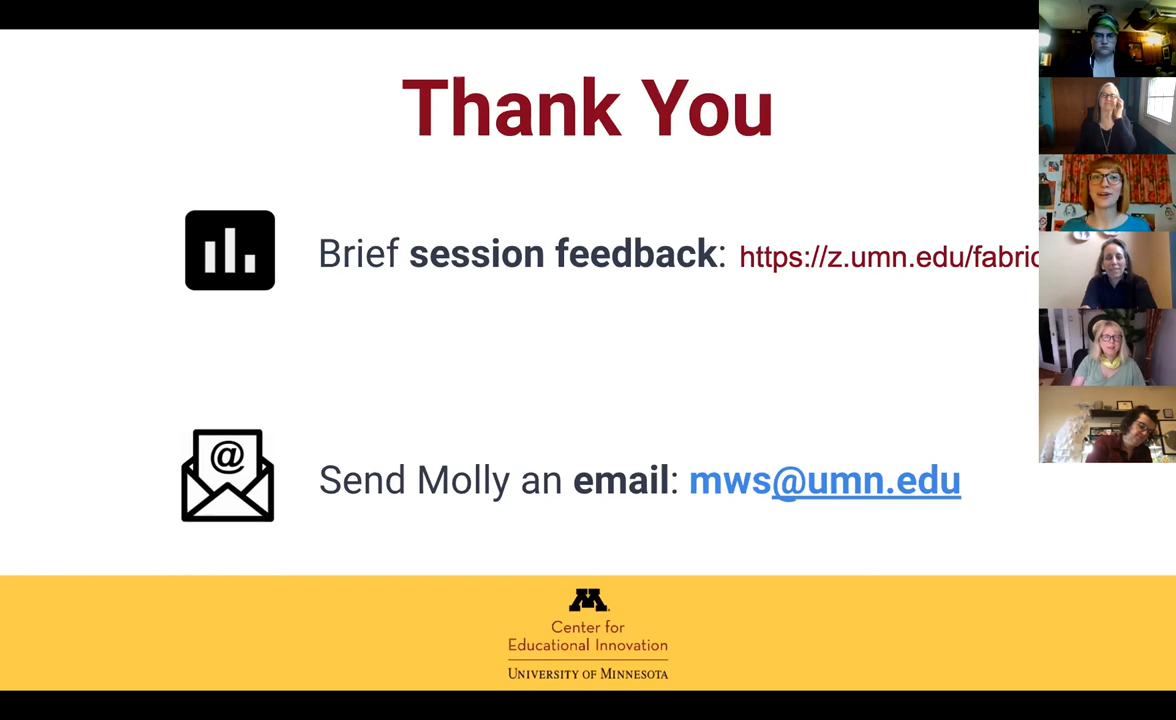 Thank You
Brief session feedback: https://z.umn.edu/fabric
@
Send Molly an email: mws@umn.edu
M
Center for
Educational Innovation
UNIVERSITY OF MINNESOTA